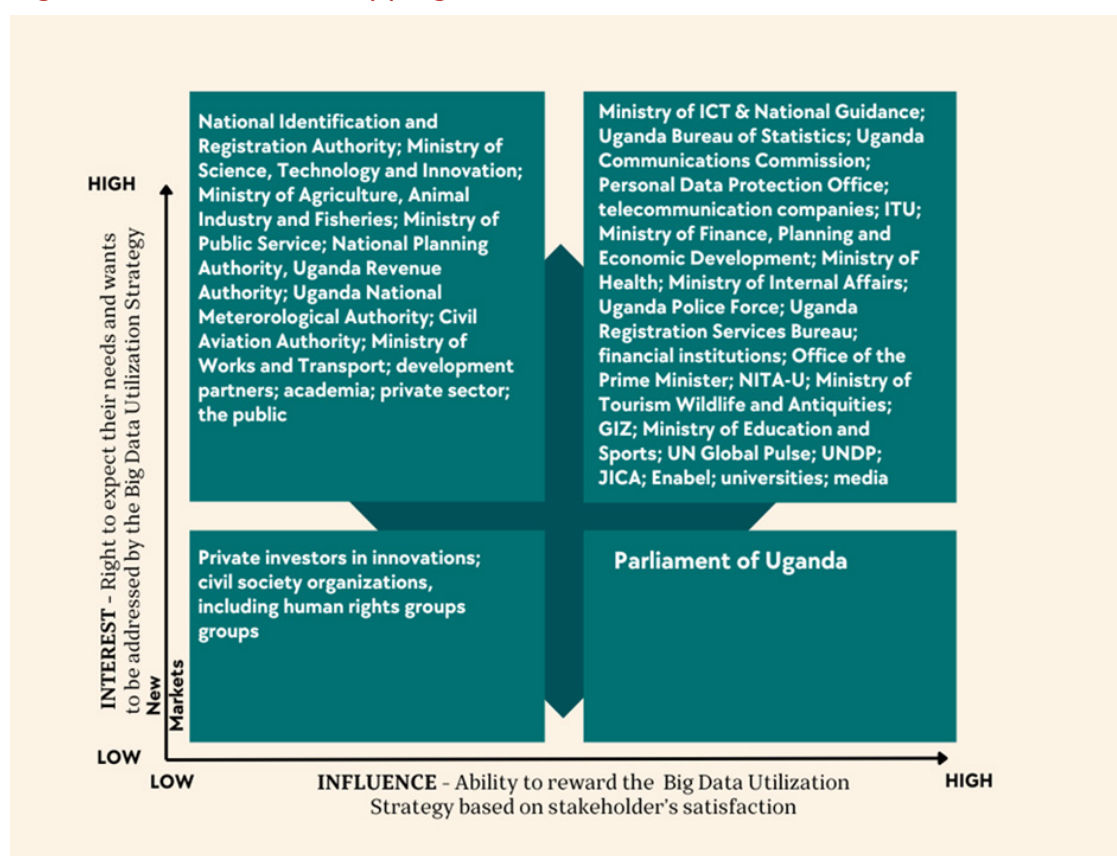 HIGH
INTEREST - Right to expect their needs and wants
to be addressed by the Big Data Utilization Strategy
New
Markets
LOW
National Identification and
Registration Authority; Ministry of
Science, Technology and Innovation;
Ministry of Agriculture, Animal
Industry and Fisheries; Ministry of
Public Service; National Planning
Authority, Uganda Revenue
Authority; Uganda National
Meterorological Authority; Civil
Aviation Authority; Ministry of
Works and Transport; development
partners; academia; private sector;
the public
Ministry of ICT & National Guidance;
Uganda Bureau of Statistics; Uganda
Communications Commission;
Personal Data Protection Office;
telecommunication companies; ITU;
Ministry of Finance, Planning and
Economic Development; Ministry oF
Health; Ministry of Internal Affairs;
Uganda Police Force; Uganda
Registration Services Bureau;
financial institutions; Office of the
Prime Minister; NITA-U; Ministry of
Tourism Wildlife and Antiquities;
GIZ; Ministry of Education and
Sports; UN Global Pulse; UNDP;
JICA; Enabel; universities; media
Private investors in innovations;
civil society organizations,
including human rights groups
groups
Parliament of Uganda
LOW
INFLUENCE - Ability to reward the Big Data Utilization
Strategy based on stakeholder's satisfaction
HIGH